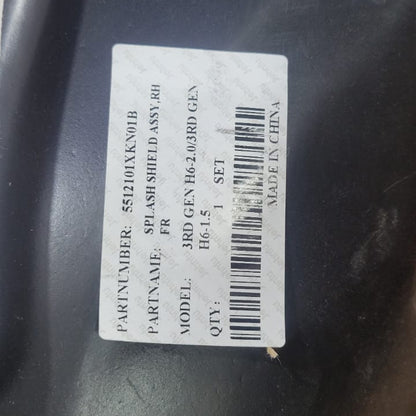 PARTNUMBER: 5512101XKN01B
PARTNAME: SPLASH SHIELD ASSY,RH
FR
MODEL: 3RD GEN H6-2.0/3RD GEN
H6-1.5
QTY: 1 SET
MADE IN CHINA